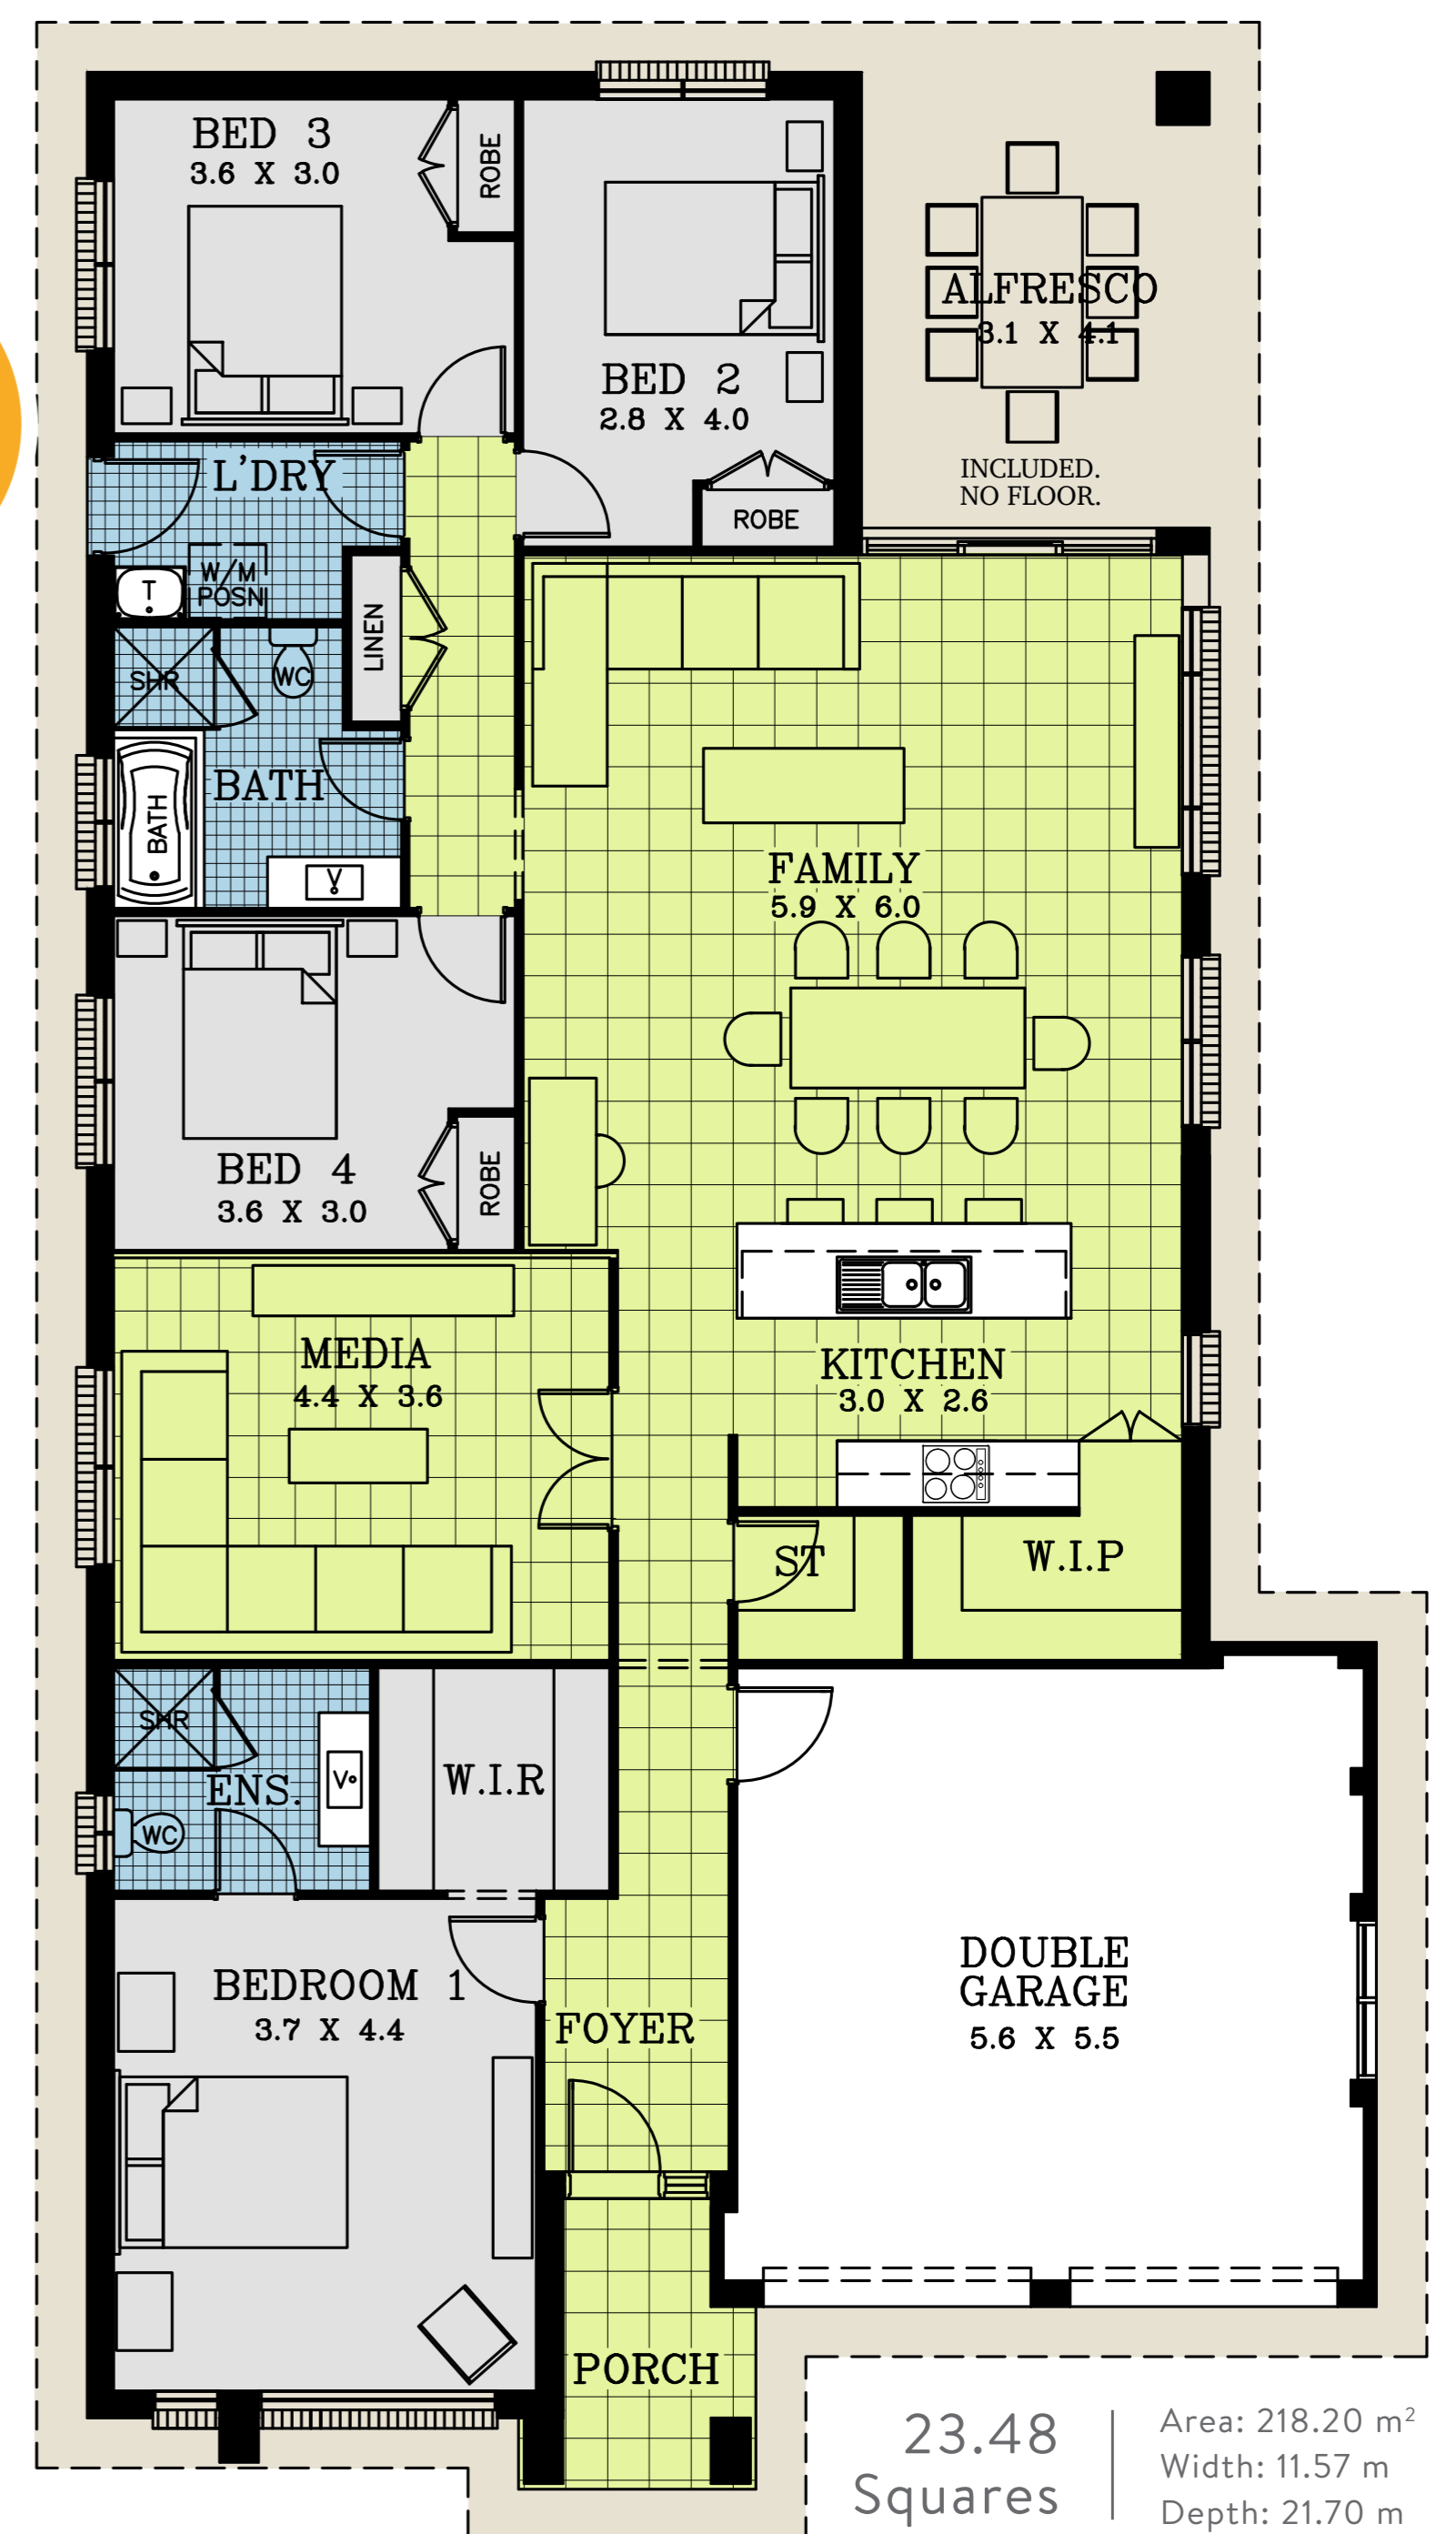 BED 3
3.6 X 3.0
ROBE
BED 2
2.8 X 4.0
ROBE
ALFRESCO
3.1 X 4.1
INCLUDED.
NO FLOOR.
L'DRY
T
W/M
POSN
LINEN
SHR
WC
BATH
BATH
V
FAMILY
5.9 X 6.0
BED 4
3.6 X 3.0
ROBE
MEDIA
4.4 X 3.6
KITCHEN
3.0 X 2.6
ST
W.I.P
SHR
ENS.
V
WC
W.I.R
BEDROOM 1
3.7 X 4.4
FOYER
DOUBLE
GARAGE
5.6 X 5.5
PORCH
23.48
Squares
Area: 218.20 m²
Width: 11.57 m
Depth: 21.70 m